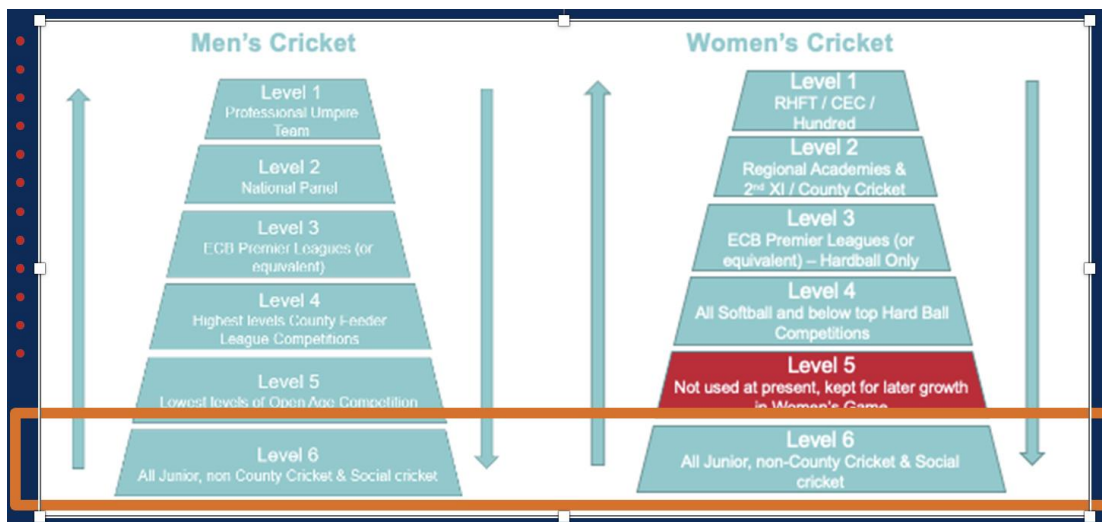 Men's Cricket
Level 1
Professional Umpire
Team
Level 2
National Panel
Level 3
ECB Premier Leagues (or
equivalent)
Level 4
Highest levels County Feeder
League Competitions
Level 5
Lowest levels of Open Age Competition
Level 6
All Junior, non County Cricket & Social cricket
Women's Cricket
Level 1
RHFT / CEC /
Hundred
Level 2
Regional Academies &
2nd XI / County Cricket
Level 3
ECB Premier Leagues (or
equivalent) – Hardball Only
Level 4
All Softball and below top Hard Ball
Competitions
Level 5
Not used at present, kept for later growth
in Women's Game
Level 6
All Junior, non-County Cricket & Social
cricket